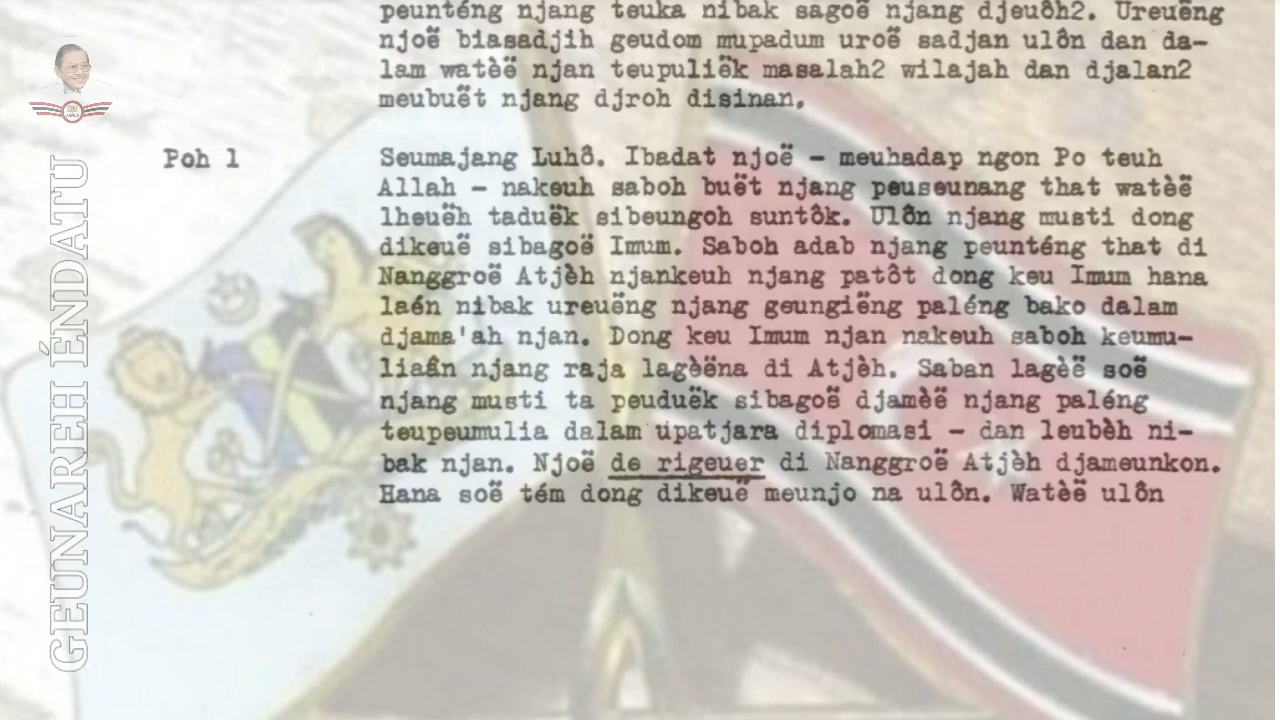 peunténg njang teuka nibak sagoë njang djeuôh2. Ureuëng
njoë biasadjih geudom mupadum uroë sadjan ulôn dan da-
lam watèë njan teupuliëk masalah2 wilajah dan djalan2
meubuët njang djroh disinan.
Poh 1
Seumajang Luhô. Ibadat njoë - meuhadap ngon Po teuh
Allah - nakeuh saboh buët njang peuseunang that watèë
lheuëh taduëk sibeungoh suntôk. Ulôn njang musti dong
dikeuë sibagoë Imum. Saboh adab njang peunténg that di
Nanggroë Atjèh njankeuh njang patôt dong keu Imum hana
laén nibak ureuëng njang geungiëng paléng bako dalam
djama'ah njan. Dong keu Imum njan nakeuh saboh keumu-
liaân njang raja lagèëna di Atjèh. Saban lagèë soë
njang musti ta peuduëk sibagoë djamèë njang paléng
teupeumulia dalam upatjara diplomasi - dan leubèh ni-
bak njan. Njoë de rigeuer di Nanggroë Atjèh djameunkon.
Hana soë tém dong dikeuë meunjo na ulôn. Watèë ulôn
GEUNAREH ÉNDATU